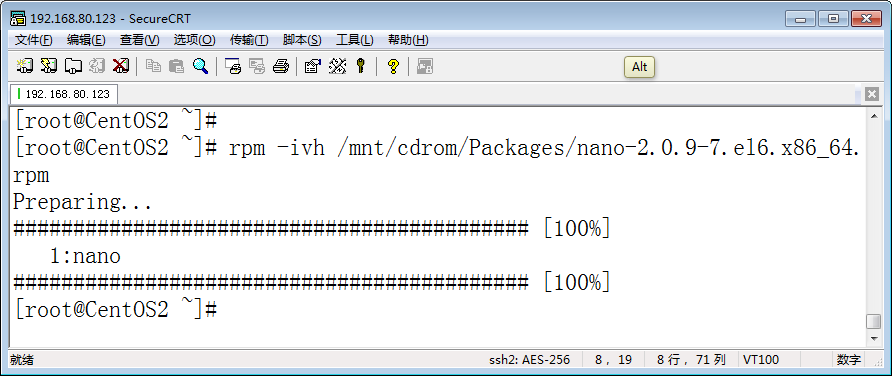 192.168.80.123 - SecureCRT
文件(F) 编辑(E) 查看(V) 选项(O) 传输(T) 脚本(S) 工具(L) 帮助(H)
Alt
192.168.80.123
[root@CentOS2 ~]#
[root@CentOS2 ~]# rpm -ivh /mnt/cdrom/Packages/nano-2.0.9-7.el6.x86_64.
rpm
Preparing...
########################################### [100%]
   1:nano
########################################### [100%]
[root@CentOS2 ~]#
就绪 ssh2: AES-256 8, 19 8 行, 71 列 VT100 数字